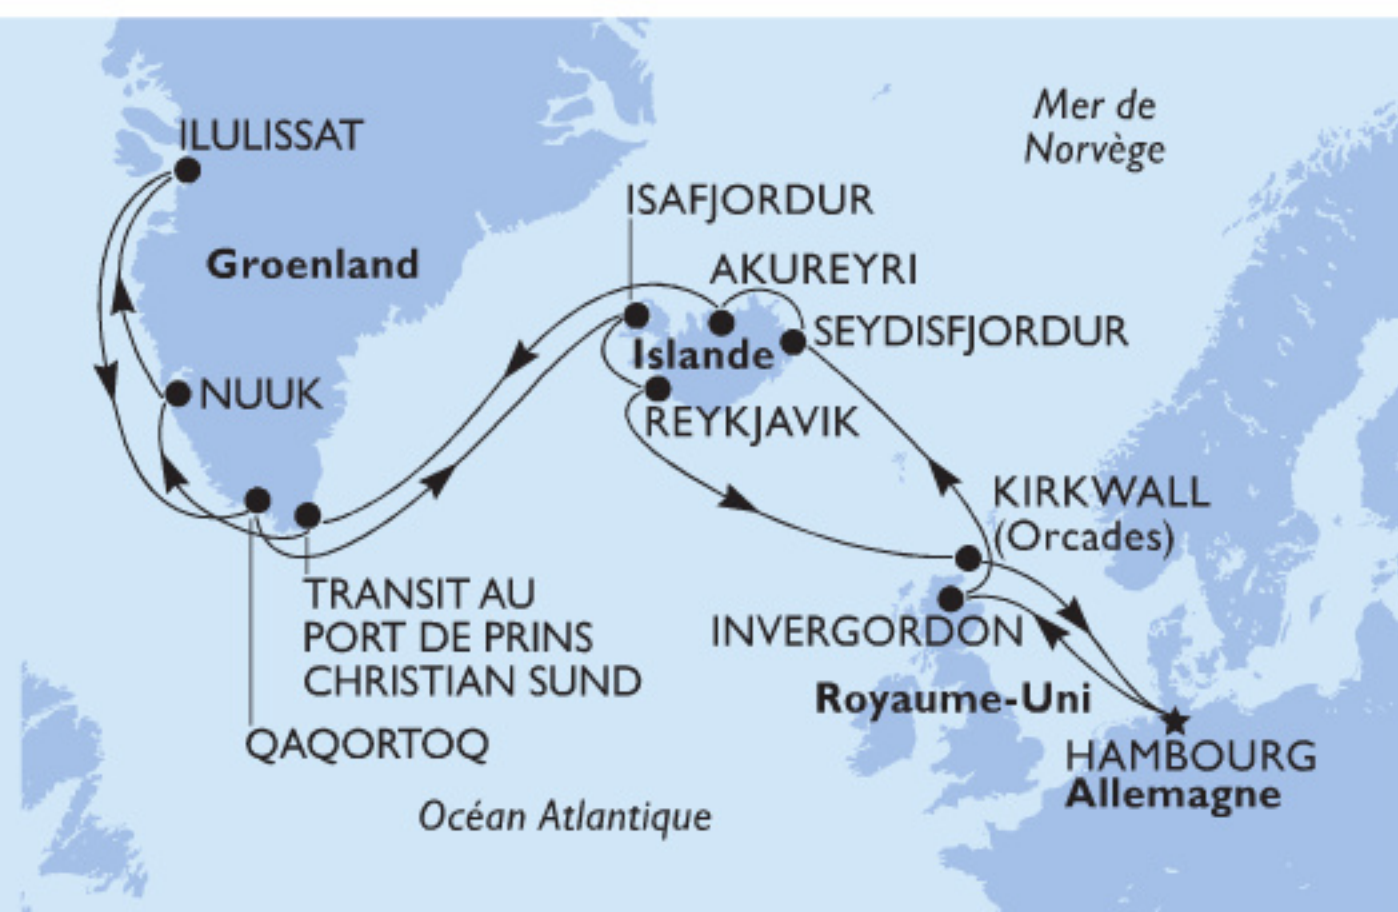 Mer de
Norvège
ILULISSAT
ISAFJORDUR
Groenland
AKUREYRI
SEYDISFJORDUR
Islande
NUUK
REYKJAVIK
KIRKWALL
(Orcades)
TRANSIT AU
PORT DE PRINS
CHRISTIAN SUND
INVERGORDON
Royaume-Uni
QAQORTOQ
HAMBOURG
Allemagne
Océan Atlantique